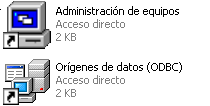 Administración de equipos
Acceso directo
2 KB
Orígenes de datos (ODBC)
Acceso directo
2 KB